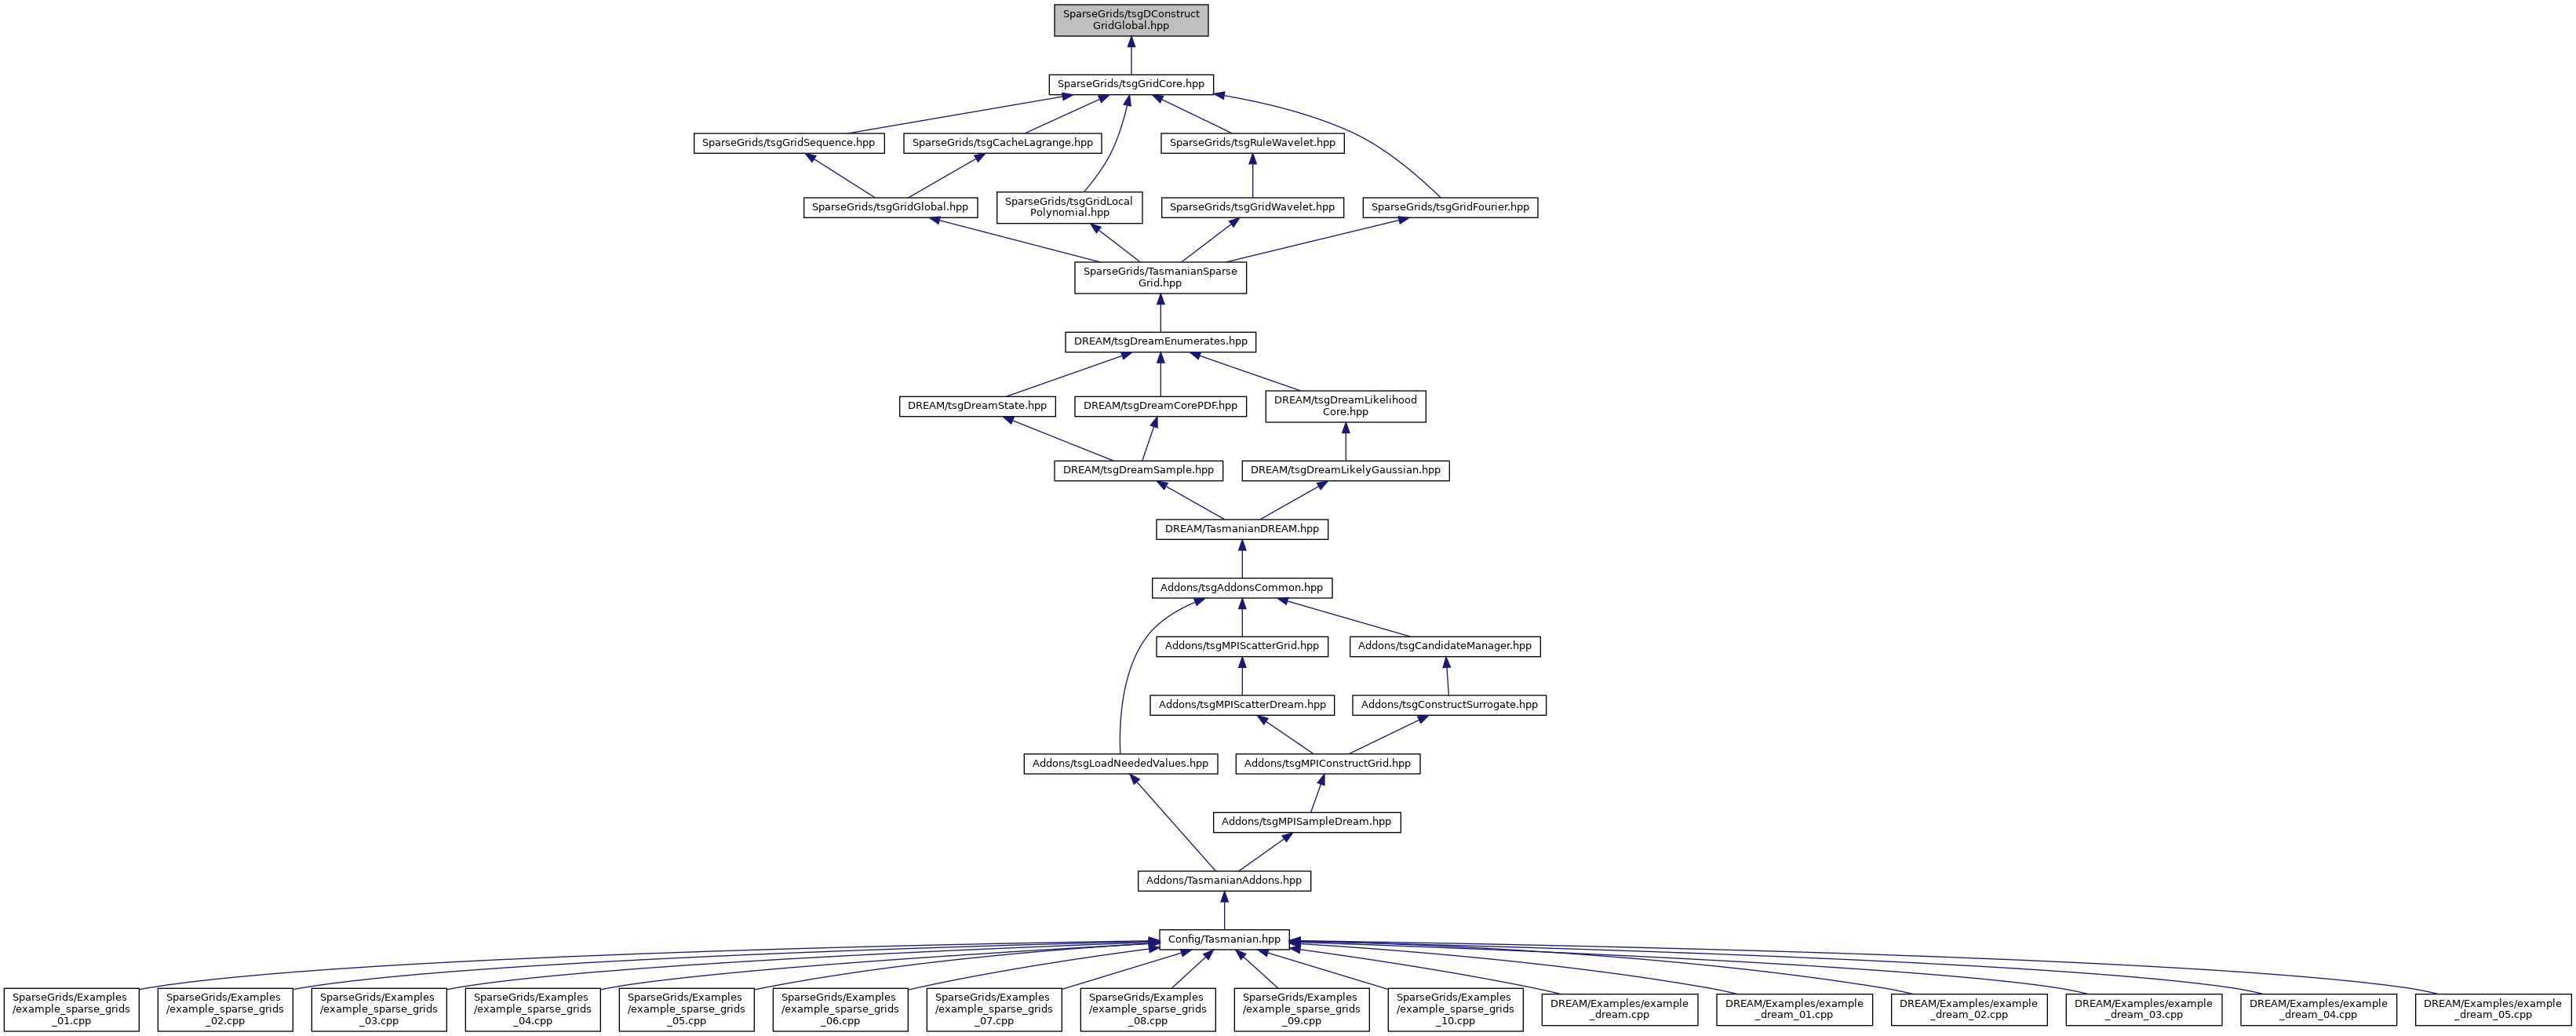 SparseGrids/tsgDConstruct
GridGlobal.hpp
SparseGrids/tsgGridCore.hpp
SparseGrids/tsgGridSequence.hpp
SparseGrids/tsgCacheLagrange.hpp
SparseGrids/tsgRuleWavelet.hpp
SparseGrids/tsgGridGlobal.hpp
SparseGrids/tsgGridLocal
Polynomial.hpp
SparseGrids/tsgGridWavelet.hpp
SparseGrids/tsgGridFourier.hpp
SparseGrids/TasmanianSparse
Grid.hpp
DREAM/tsgDreamEnumerates.hpp
DREAM/tsgDreamState.hpp
DREAM/tsgDreamCorePDF.hpp
DREAM/tsgDreamLikelihood
Core.hpp
DREAM/tsgDreamSample.hpp
DREAM/tsgDreamLikelyGaussian.hpp
DREAM/TasmanianDREAM.hpp
Addons/tsgAddonsCommon.hpp
Addons/tsgMPIScatterGrid.hpp
Addons/tsgCandidateManager.hpp
Addons/tsgMPIScatterDream.hpp
Addons/tsgConstructSurrogate.hpp
Addons/tsgLoadNeededValues.hpp
Addons/tsgMPIConstructGrid.hpp
Addons/tsgMPISampleDream.hpp
Addons/TasmanianAddons.hpp
Config/Tasmanian.hpp
SparseGrids/Examples
/example_sparse_grids
_01.cpp
SparseGrids/Examples
/example_sparse_grids
_02.cpp
SparseGrids/Examples
/example_sparse_grids
_03.cpp
SparseGrids/Examples
/example_sparse_grids
_04.cpp
SparseGrids/Examples
/example_sparse_grids
_05.cpp
SparseGrids/Examples
/example_sparse_grids
_06.cpp
SparseGrids/Examples
/example_sparse_grids
_07.cpp
SparseGrids/Examples
/example_sparse_grids
_08.cpp
SparseGrids/Examples
/example_sparse_grids
_09.cpp
SparseGrids/Examples
/example_sparse_grids
_10.cpp
DREAM/Examples/example
_dream.cpp
DREAM/Examples/example
_dream_01.cpp
DREAM/Examples/example
_dream_02.cpp
DREAM/Examples/example
_dream_03.cpp
DREAM/Examples/example
_dream_04.cpp
DREAM/Examples/example
_dream_05.cpp